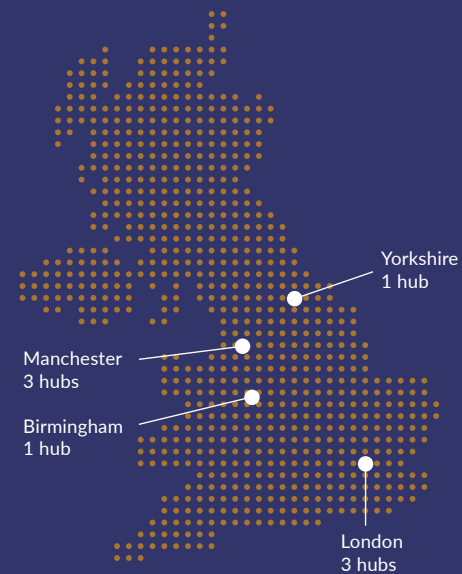 Yorkshire
1 hub
Manchester
3 hubs
Birmingham
1 hub
London
3 hubs